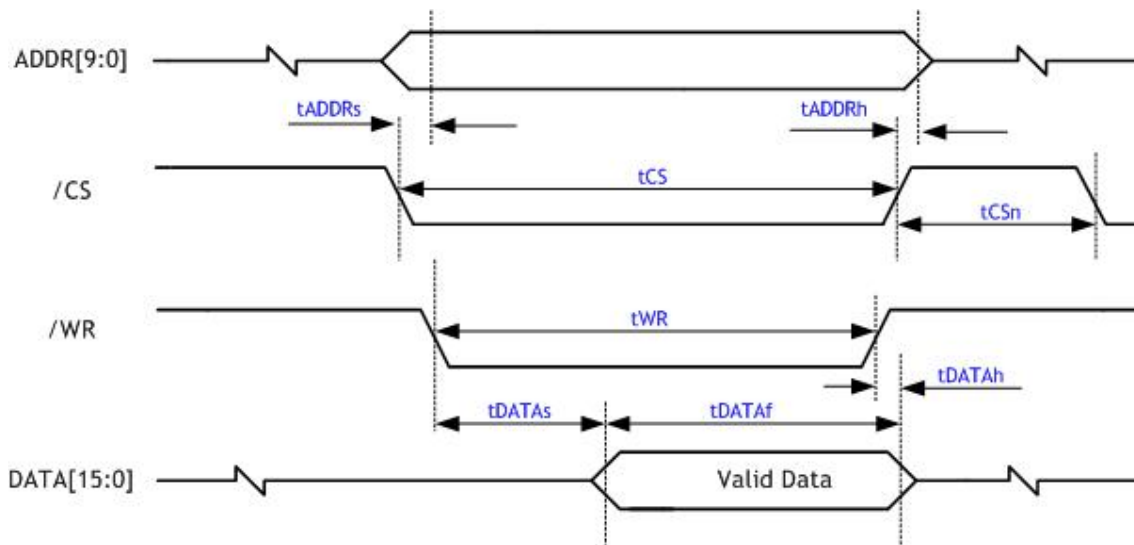 ADDR[9:0]
tADDRs
tADDRh
/CS
tCS
tCSn
/WR
tWR
tDATAh
tDATAs
tDATAf
DATA[15:0]
Valid Data